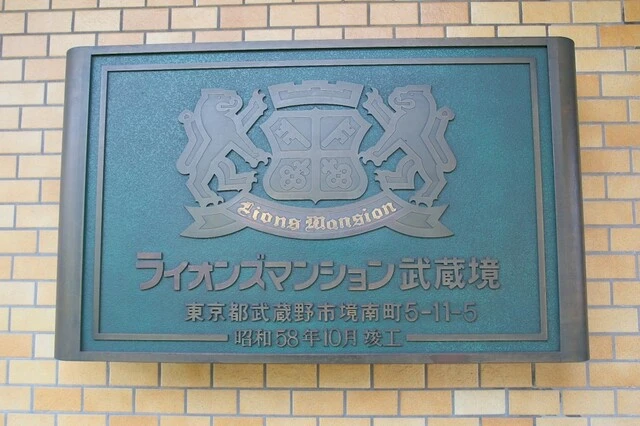 Lions Mansion
ライオンズマンション武蔵境
東京都武蔵野市境南町5-11-5
昭和58年10月竣工